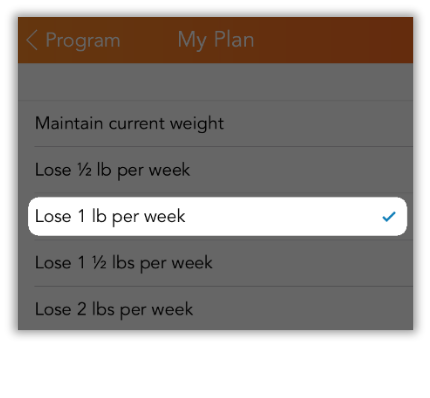 Program My Plan
Maintain current weight
Lose ½ lb per week
Lose 1 lb per week
Lose 1 ½ lbs per week
Lose 2 lbs per week